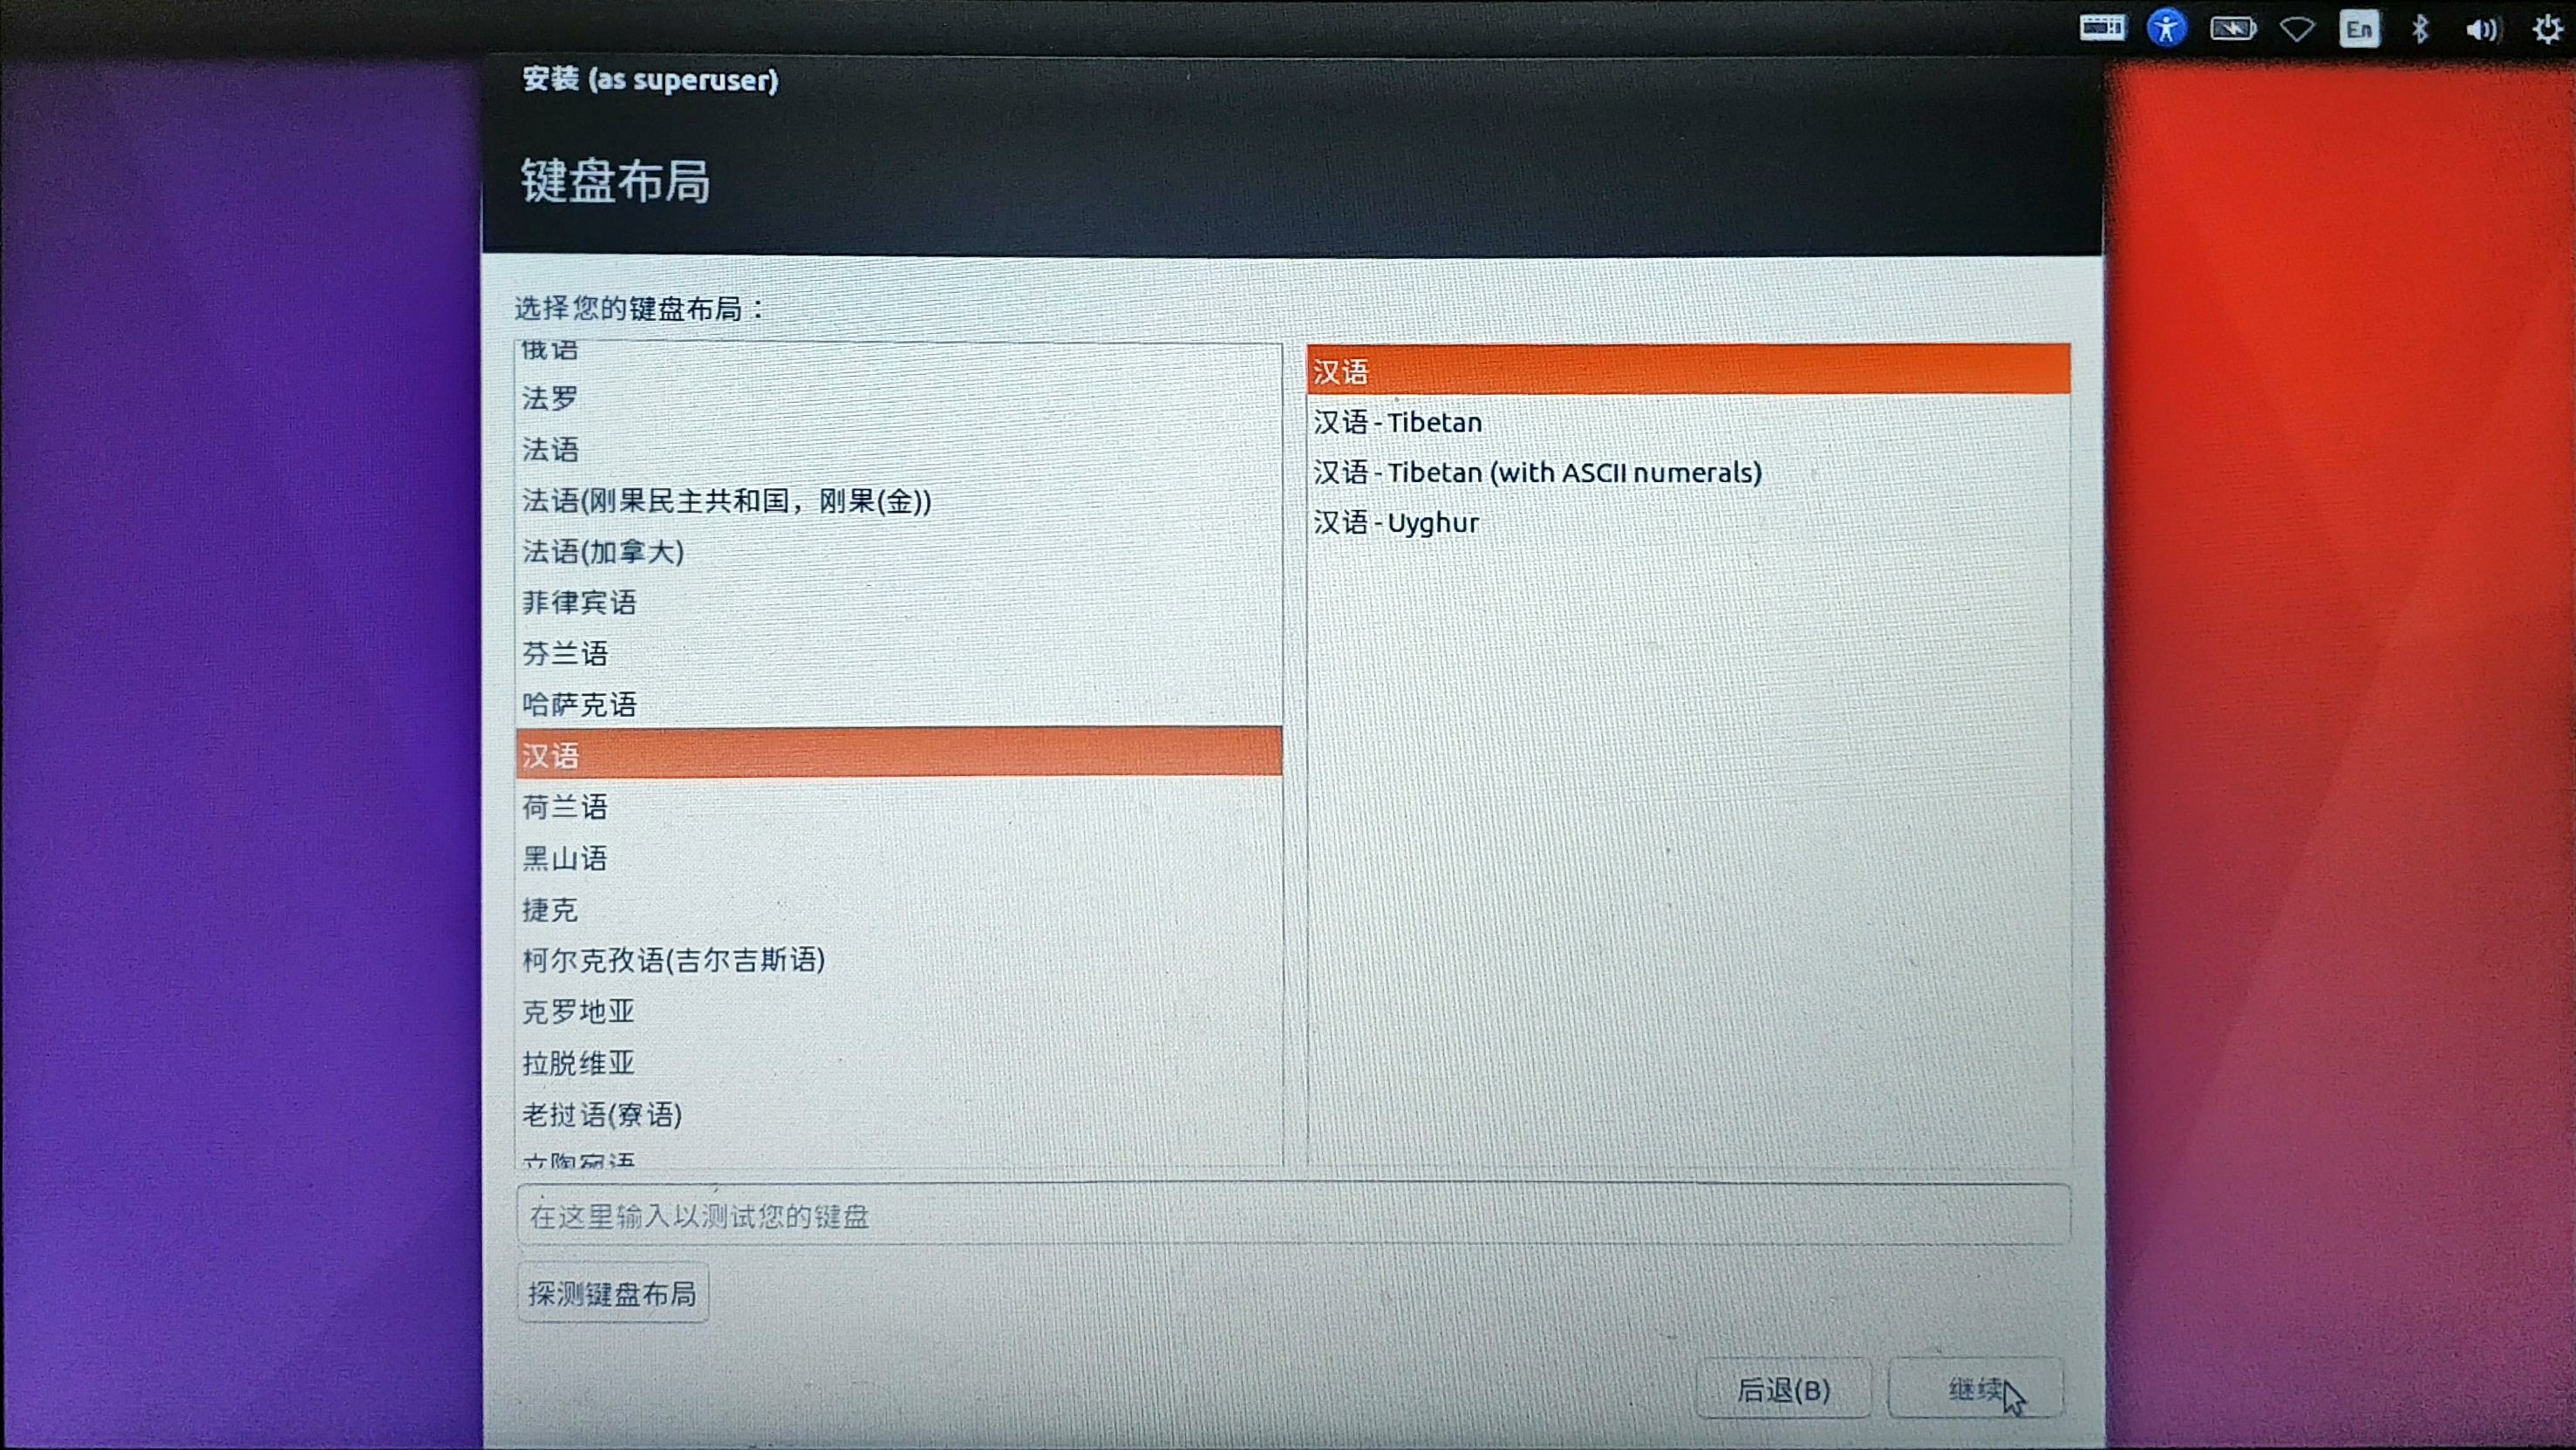 En
安装 (as superuser)
键盘布局
选择您的键盘布局：
俄语
法罗
法语
法语(刚果民主共和国，刚果(金))
法语(加拿大)
菲律宾语
芬兰语
哈萨克语
汉语
荷兰语
黑山语
捷克
柯尔克孜语(吉尔吉斯语)
克罗地亚
拉脱维亚
老挝语(寮语)
立陶宛语
汉语
汉语 - Tibetan
汉语 - Tibetan (with ASCII numerals)
汉语 - Uyghur
在这里输入以测试您的键盘
探测键盘布局
后退(B)
继续